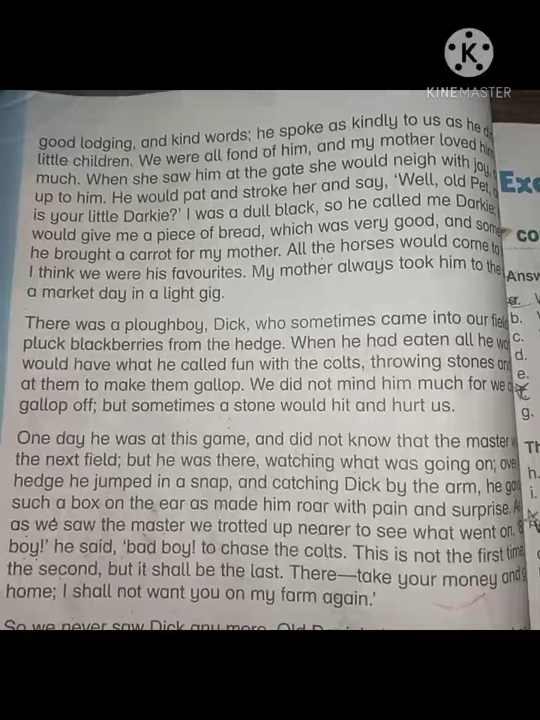 KINEMASTER
good lodging, and kind words; he spoke as kindly to us as he
little children. We were all fond of him, and my mother loved him
much. When she saw him at the gate she would neigh with joy,
up to him. He would pat and stroke her and say, ‘Well, old Pet,
is your little Darkie?’ I was a dull black, so he called me Darkie;
would give me a piece of bread, which was very good, and some
he brought a carrot for my mother. All the horses would come to
I think we were his favourites. My mother always took him to the
a market day in a light gig.
There was a ploughboy, Dick, who sometimes came into our field
pluck blackberries from the hedge. When he had eaten all he
would have what he called fun with the colts, throwing stones
at them to make them gallop. We did not mind him much for we
gallop off; but sometimes a stone would hit and hurt us.
One day he was at this game, and did not know that the master
the next field; but he was there, watching what was going on; over
hedge he jumped in a snap, and catching Dick by the arm, he
such a box on the ear as made him roar with pain and surprise.
as we saw the master we trotted up nearer to see what went on.
boy!’ he said, ‘bad boy! to chase the colts. This is not the first time,
the second, but it shall be the last. There—take your money and
home; I shall not want you on my farm again.’
So we never saw Dick any more. Old
b.
c.
d.
e.
g.
h.
i.